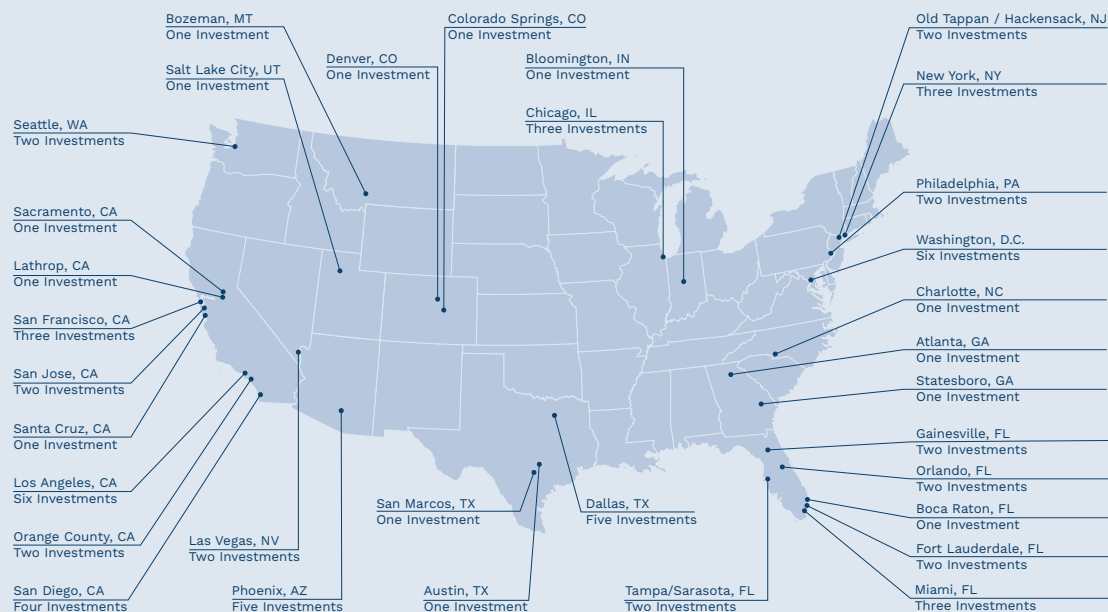 Bozeman, MT
One Investment
Colorado Springs, CO
One Investment
Old Tappan / Hackensack, NJ
Two Investments
Denver, CO
One Investment
Bloomington, IN
One Investment
Salt Lake City, UT
One Investment
New York, NY
Three Investments
Chicago, IL
Three Investments
Seattle, WA
Two Investments
Philadelphia, PA
Two Investments
Sacramento, CA
One Investment
Washington, D.C.
Six Investments
Lathrop, CA
One Investment
Charlotte, NC
One Investment
San Francisco, CA
Three Investments
Atlanta, GA
One Investment
San Jose, CA
Two Investments
Statesboro, GA
One Investment
Santa Cruz, CA
One Investment
Gainesville, FL
Two Investments
Los Angeles, CA
Six Investments
Orlando, FL
Two Investments
San Marcos, TX
One Investment
Dallas, TX
Five Investments
Boca Raton, FL
One Investment
Orange County, CA
Two Investments
Las Vegas, NV
Two Investments
Fort Lauderdale, FL
Two Investments
San Diego, CA
Four Investments
Phoenix, AZ
Five Investments
Austin, TX
One Investment
Tampa/Sarasota, FL
Two Investments
Miami, FL
Three Investments